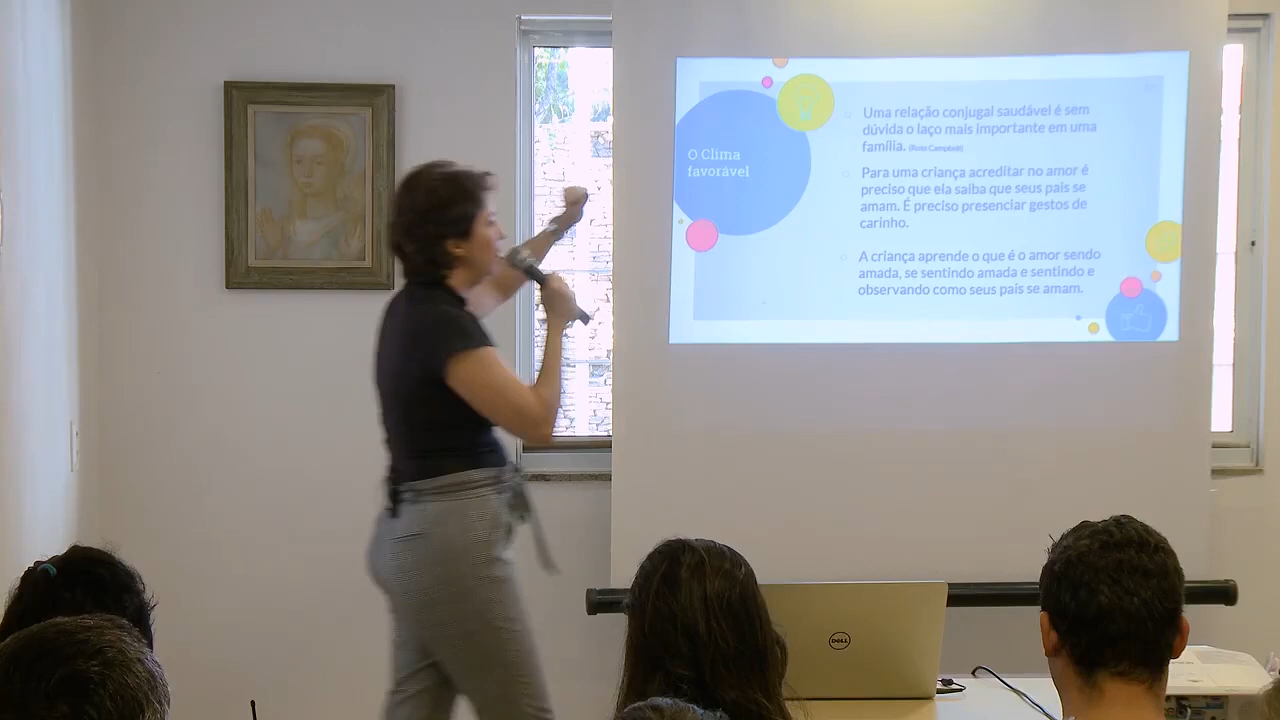 O Clima
favorável
Uma relação conjugal saudável é sem
dúvida o laço mais importante em uma
família. (Ross Campbell)
Para uma criança acreditar no amor é
preciso que ela saiba que seus pais se
amam. É preciso presenciar gestos de
carinho.
A criança aprende o que é o amor sendo
amada, se sentindo amada e sentindo e
observando como seus pais se amam.
DELL